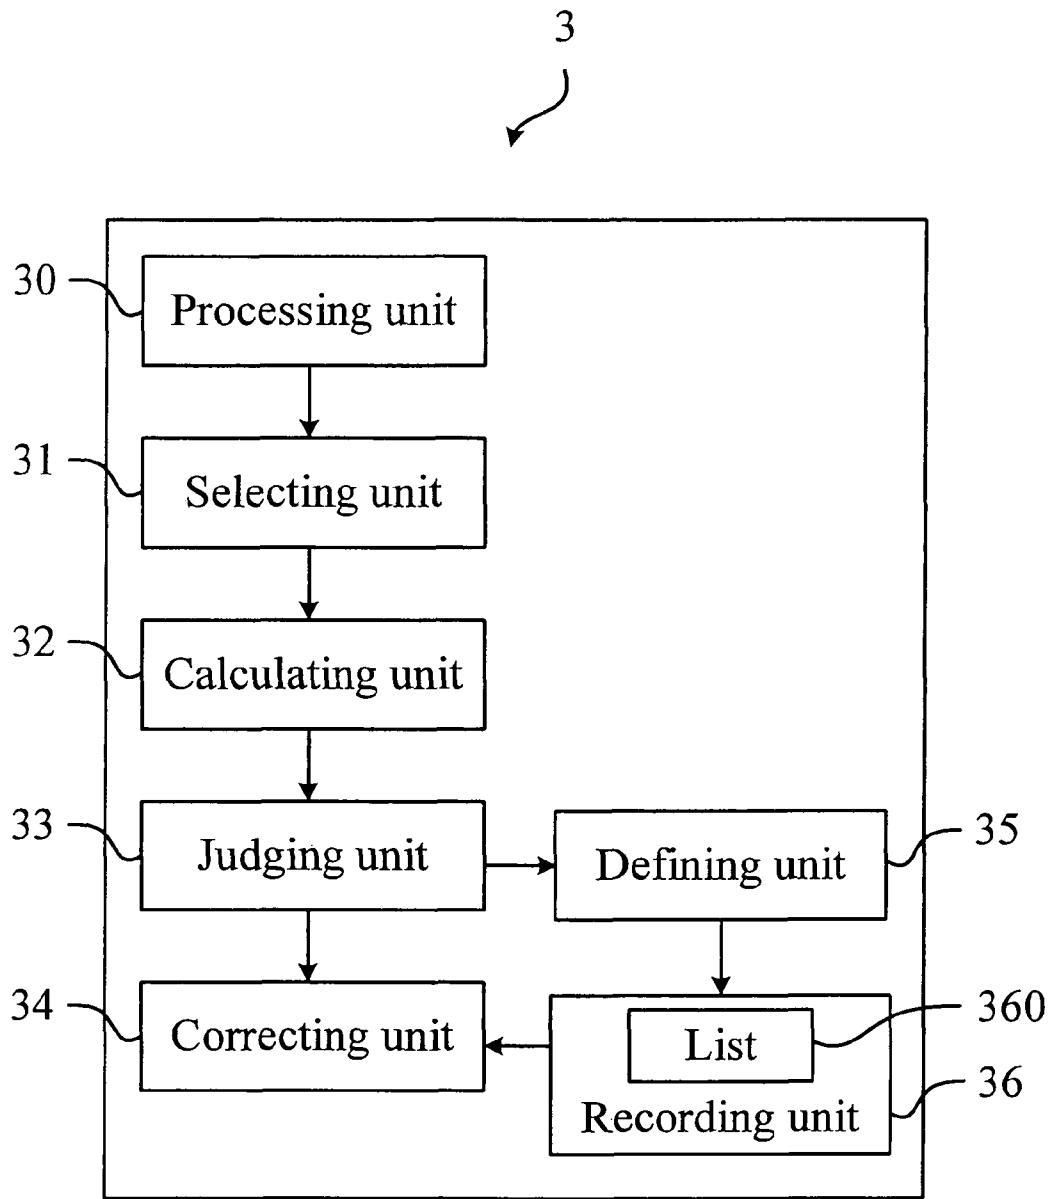 3
30
Processing unit
31
Selecting unit
32
Calculating unit
33
Judging unit
Defining unit
35
34
Correcting unit
List
360
Recording unit
36